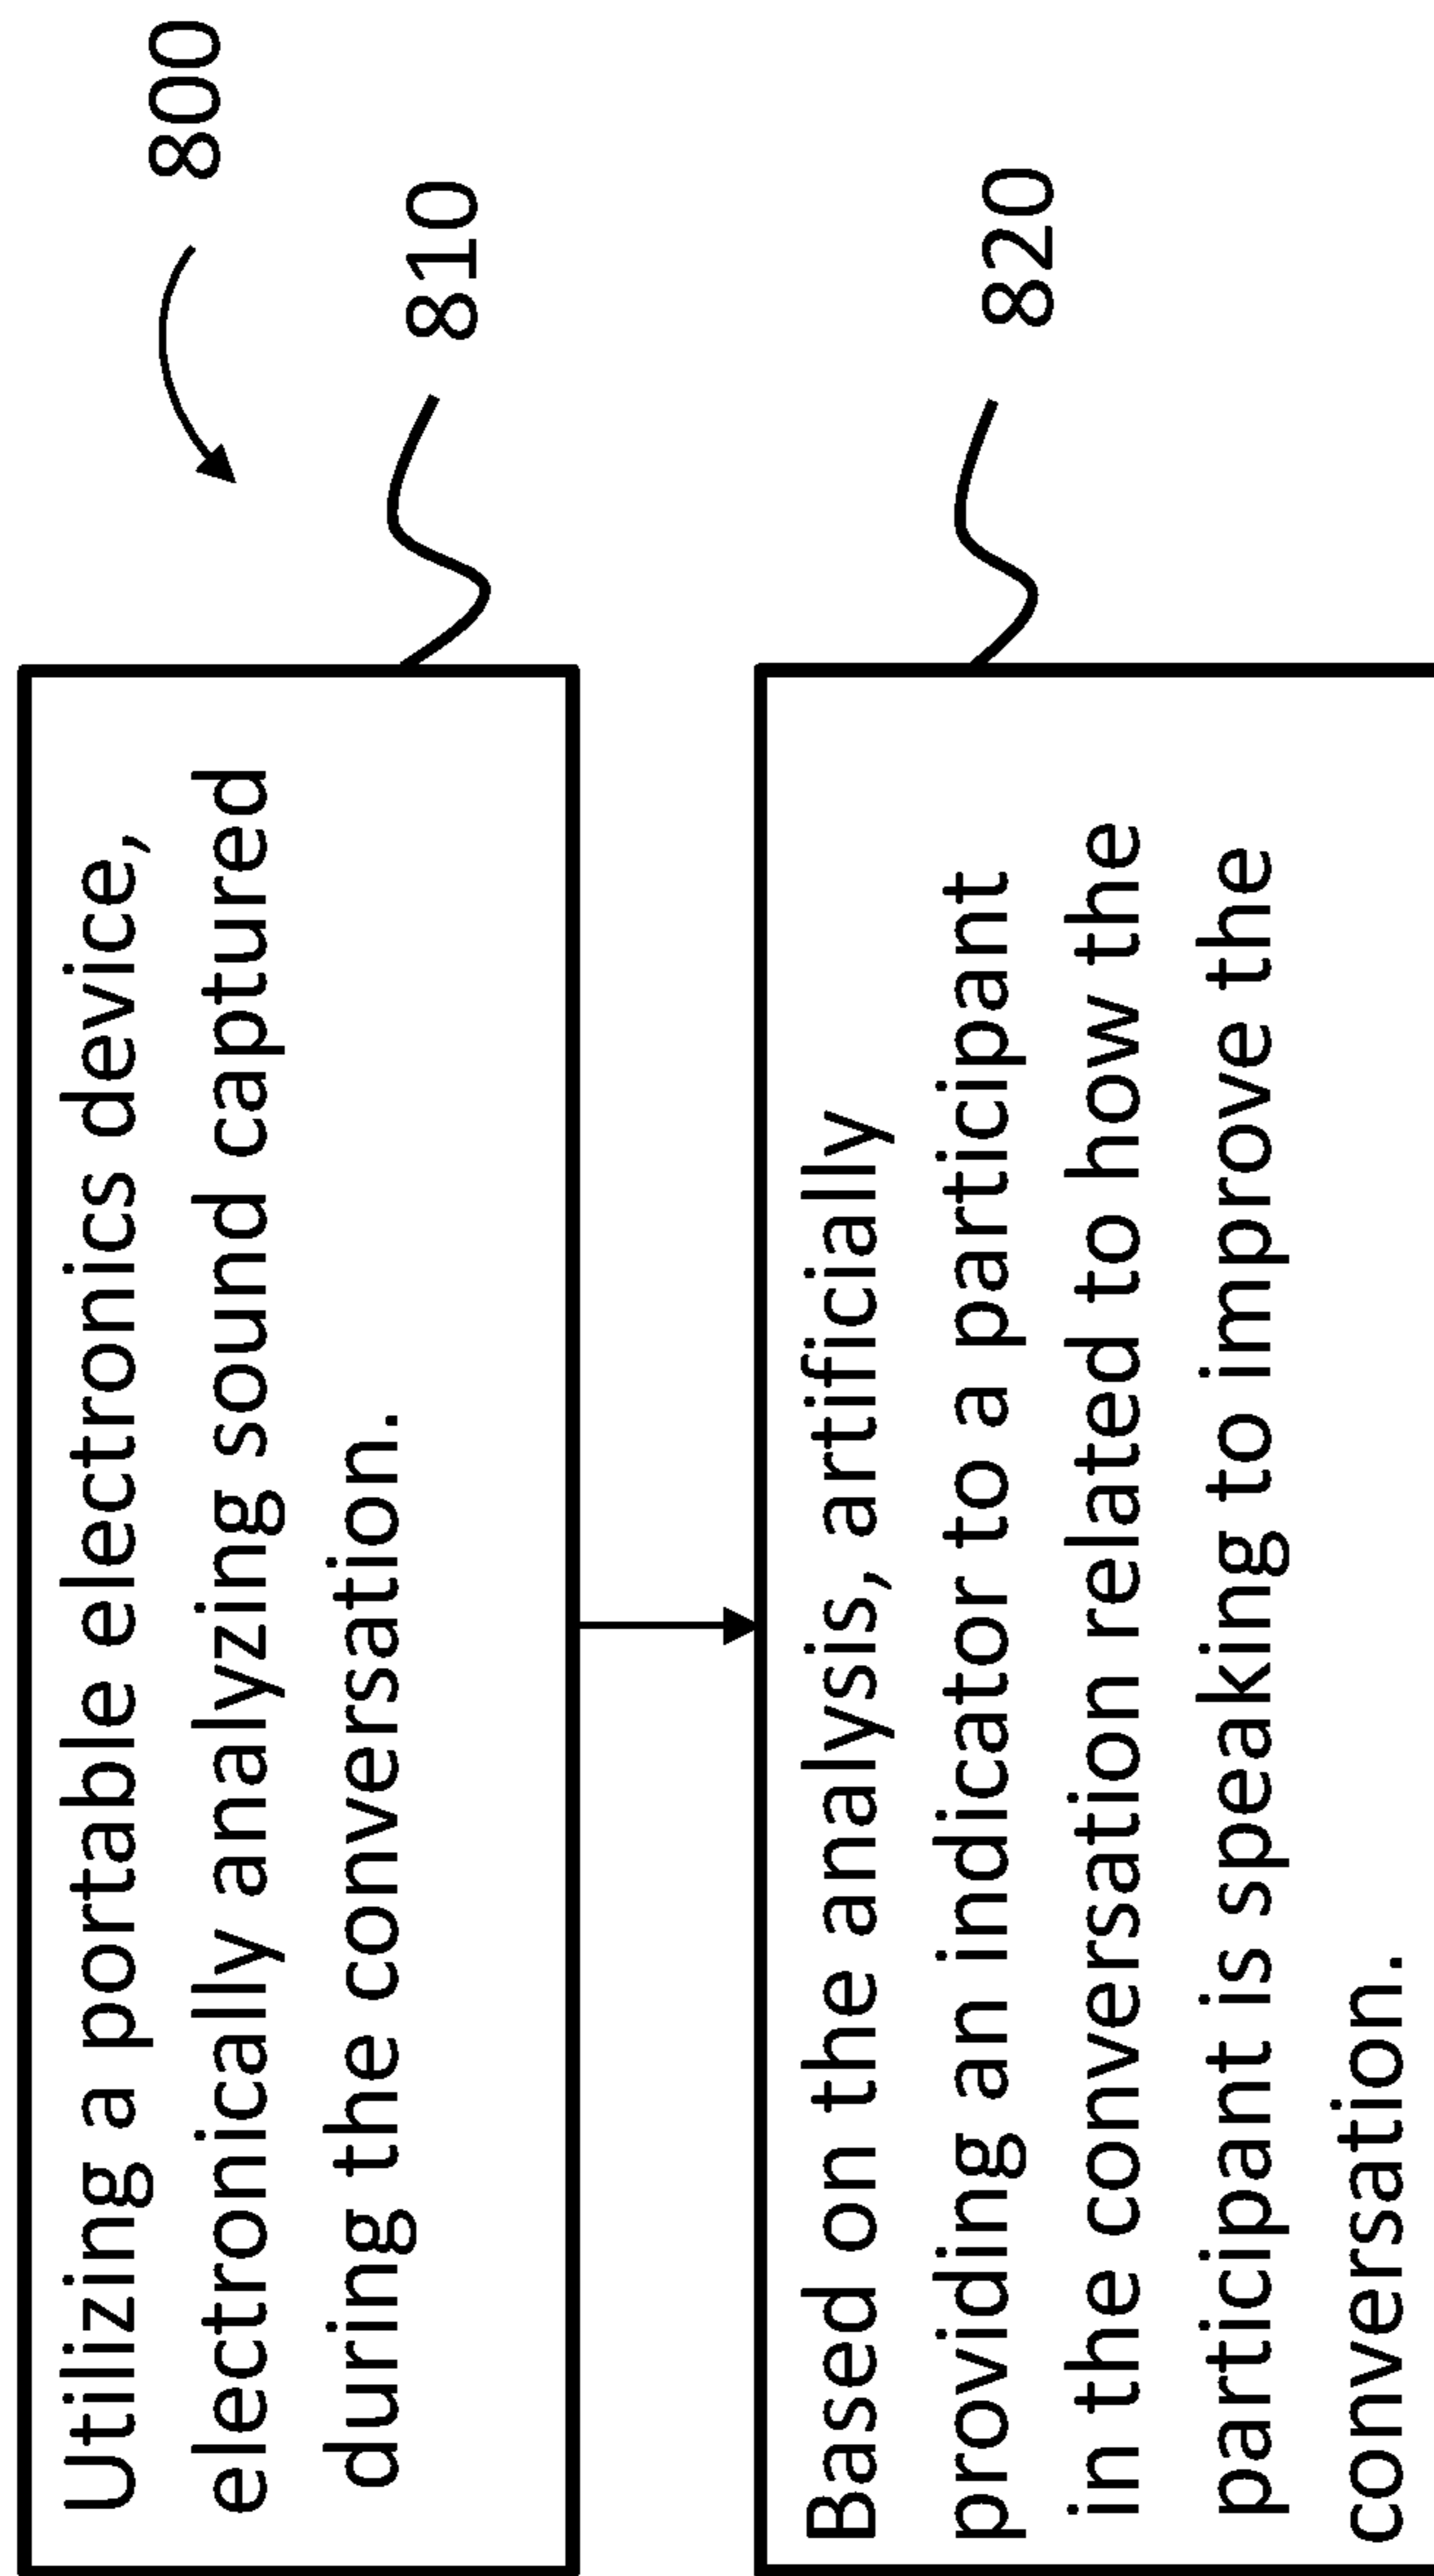 800
Utilizing a portable electronics device,
electronically analyzing sound captured
during the conversation.
810
Based on the analysis, artificially
providing an indicator to a participant
in the conversation related to how the
participant is speaking to improve the
conversation.
820